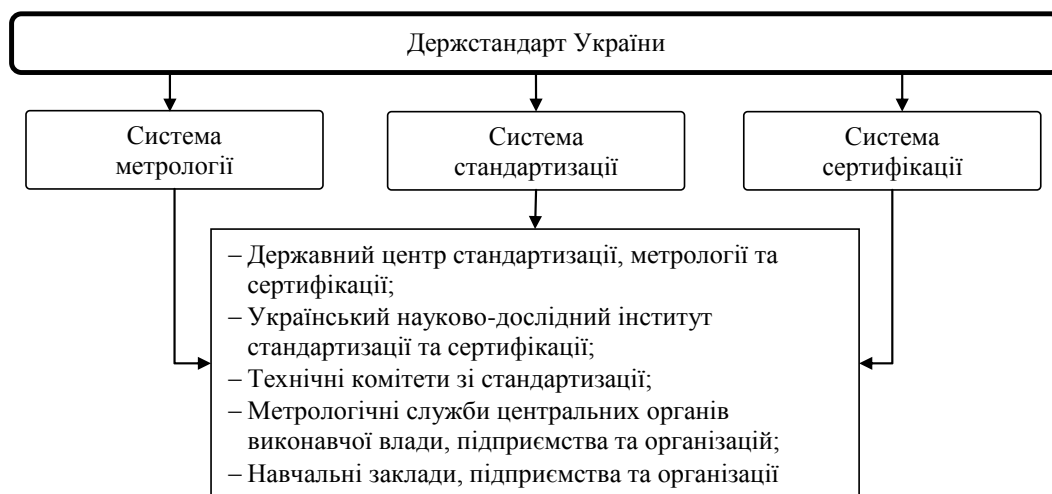 Держстандарт України
Система
метрології
Система
стандартизації
Система
сертифікації
– Державний центр стандартизації, метрології та
сертифікації;
– Український науково-дослідний інститут
стандартизації та сертифікації;
– Технічні комітети зі стандартизації;
– Метрологічні служби центральних органів
виконавчої влади, підприємства та організацій;
– Навчальні заклади, підприємства та організації